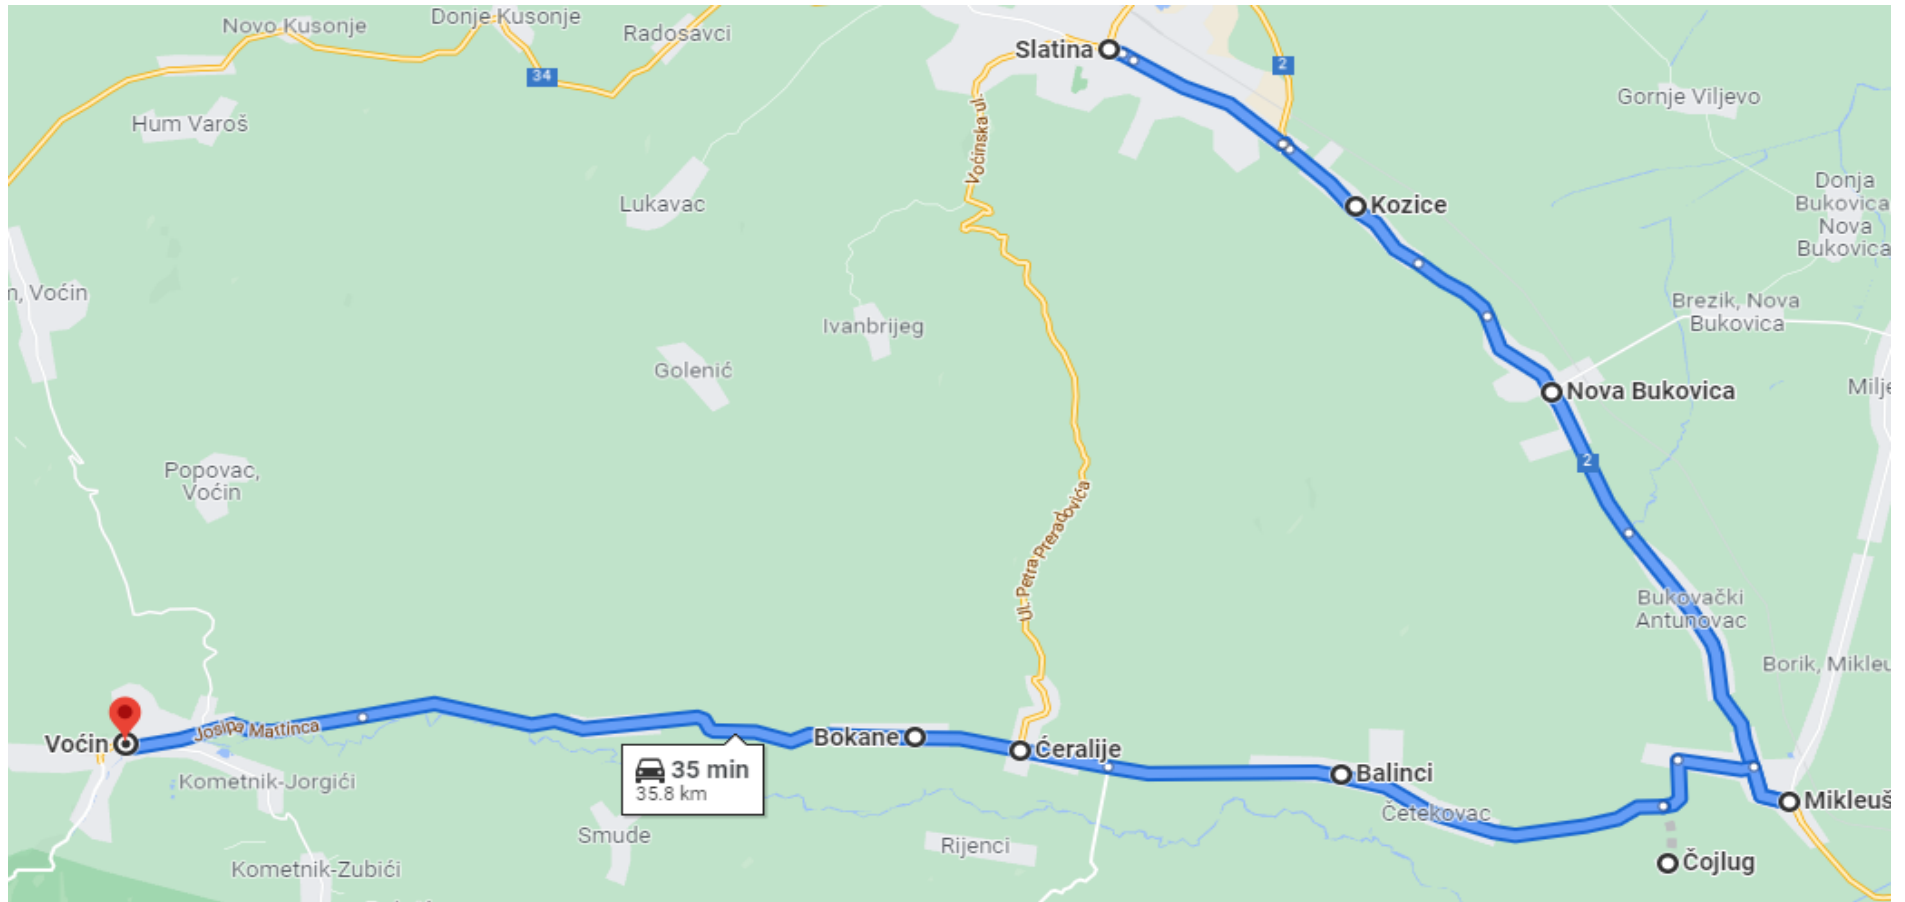 Novo Kusonje
Donje Kusonje
Radosavci
34
Slatina
2
Gornje Viljevo
Hum Varoš
Voćinska ul.
Lukavac
Kozice
Donja
Bukovica
Nova
Bukovica
n, Voćin
Ivanbrijeg
Brezik, Nova
Bukovica
Golenić
Nova Bukovica
Milje
Popovac,
Voćin
2
Ul. Petra Preradovića
Bukovački
Antunovac
Borik, Mikleu
Josipa Martinca
Voćin
Bokane
Ćeralije
35 min
35.8 km
Balinci
Kometnik-Jorgići
Mikleuš
Četekovac
Smude
Rijenci
Čojlug
Kometnik-Zubići